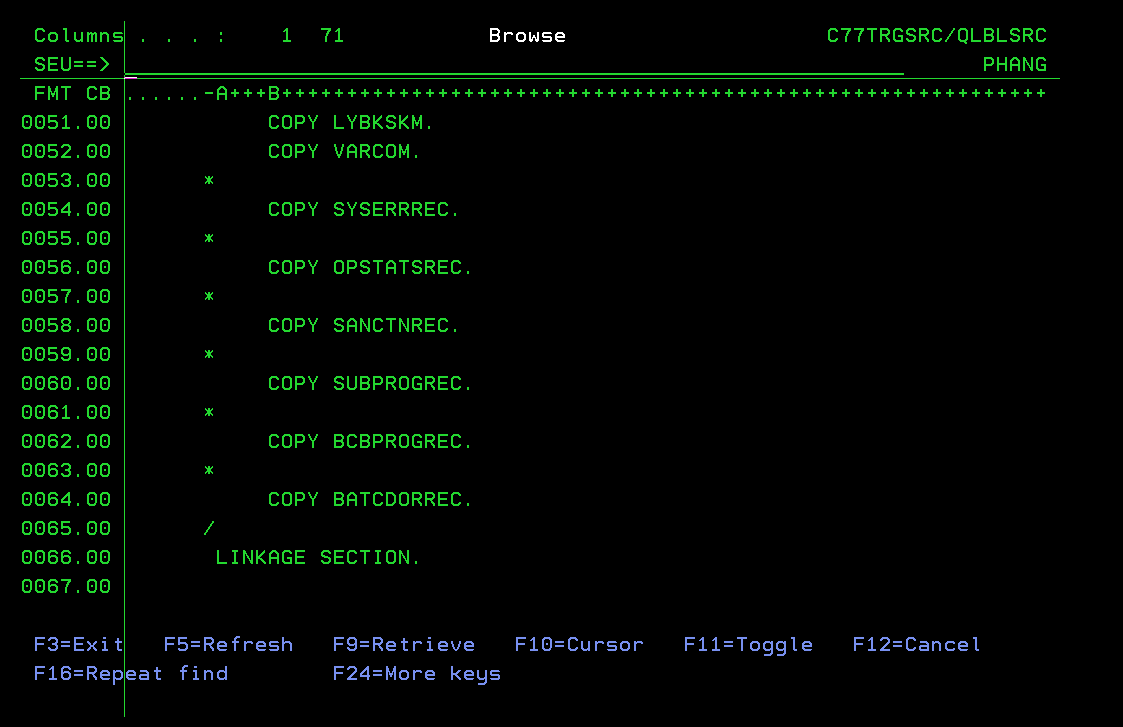 Columns . . . :    1  71           Browse                    C77TRGSRC/QLBLSRC
SEU==>                                                                   PHANG
FMT CB ......-A+++B+++++++++++++++++++++++++++++++++++++++++++++++++++++++++++
0051.00            COPY LYBKSKM.
0052.00            COPY VARCOM.
0053.00       *
0054.00            COPY SYSERRREC.
0055.00       *
0056.00            COPY OPSTATSREC.
0057.00       *
0058.00            COPY SANCTNREC.
0059.00       *
0060.00            COPY SUBPROGREC.
0061.00       *
0062.00            COPY BCBPROGREC.
0063.00       *
0064.00            COPY BATCDORREC.
0065.00       /
0066.00        LINKAGE SECTION.
0067.00
F3=Exit   F5=Refresh   F9=Retrieve   F10=Cursor   F11=Toggle   F12=Cancel
F16=Repeat find        F24=More keys